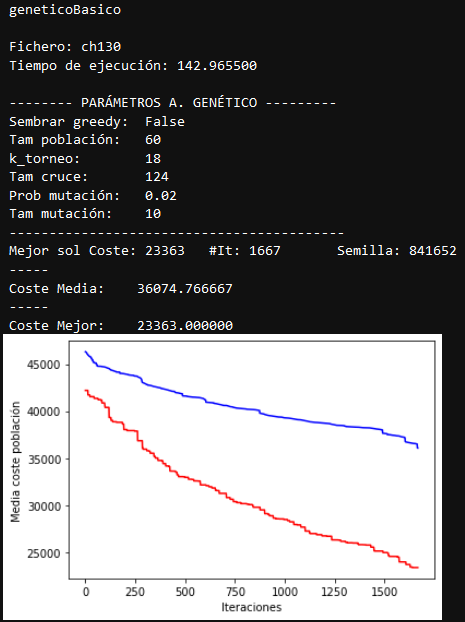 geneticoBasico
Fichero: ch130
Tiempo de ejecución: 142.965500
-------- PARÁMETROS A. GENÉTICO ---------
Sembrar greedy: False
Tam población: 60
k_torneo: 18
Tam cruce: 124
Prob mutación: 0.02
Tam mutación: 10
------------------------------------------
Mejor sol Coste: 23363 #It: 1667 Semilla: 841652
-----
Coste Media: 36074.766667
-----
Coste Mejor: 23363.000000
Media coste población
45000
40000
35000
30000
25000
0 250 500 750 1000 1250 1500
Iteraciones